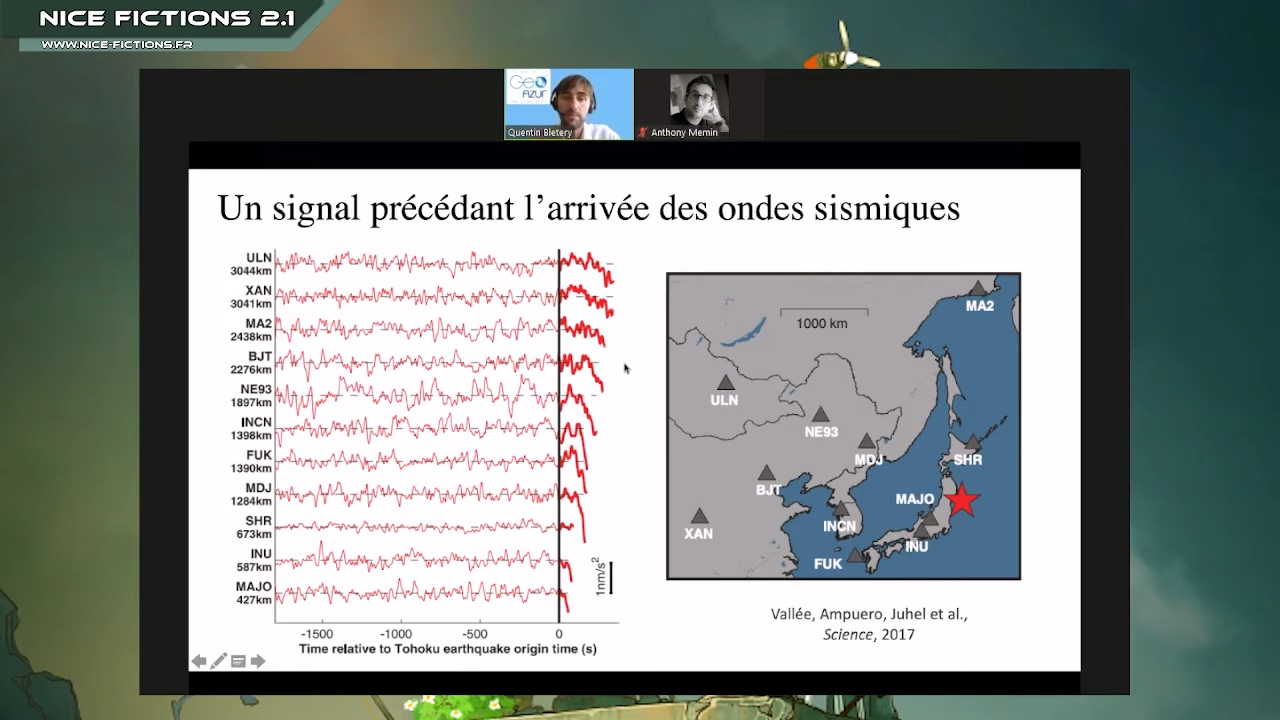 NICE FICTIONS 2.1
WWW.NICE-FICTIONS.FR
Geo
AZUR
Quentin Bletery
Anthony Memin
Un signal précédant l’arrivée des ondes sismiques
ULN
3044km
XAN
3041km
MA2
2438km
BJT
2276km
NE93
1897km
INCN
1398km
FUK
1390km
MDJ
1284km
SHR
673km
INU
587km
MAJO
427km
1nm/s²
-1500
-1000
-500
0
Time relative to Tohoku earthquake origin time (s)
MA2
1000 km
ULN
NE93
MDJ
SHR
BJT
MAJO
XAN
INCN
INU
FUK
Vallée, Ampuero, Juhel et al.,
Science, 2017